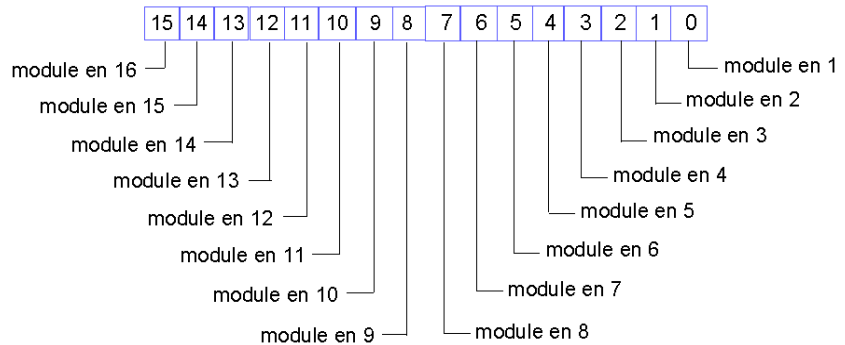 15 14 13 12 11 10 9 8 7 6 5 4 3 2 1 0
module en 16
module en 1
module en 15
module en 2
module en 14
module en 3
module en 13
module en 4
module en 12
module en 5
module en 11
module en 6
module en 10
module en 7
module en 9
module en 8